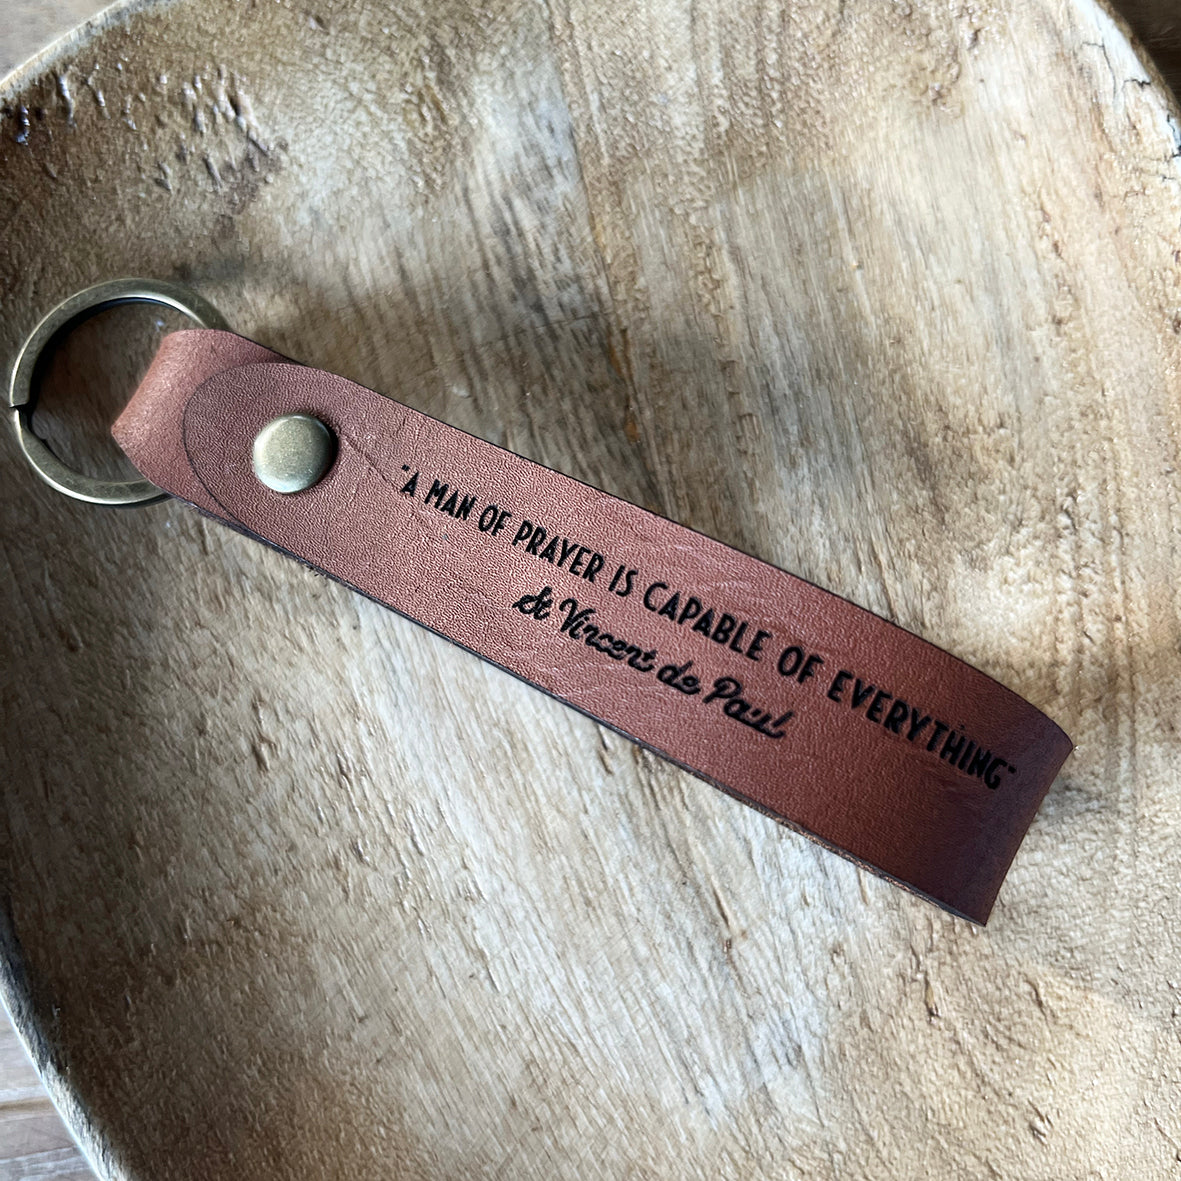 "A MAN OF PRAYER IS CAPABLE OF EVERYTHING"
St Vincent de Paul